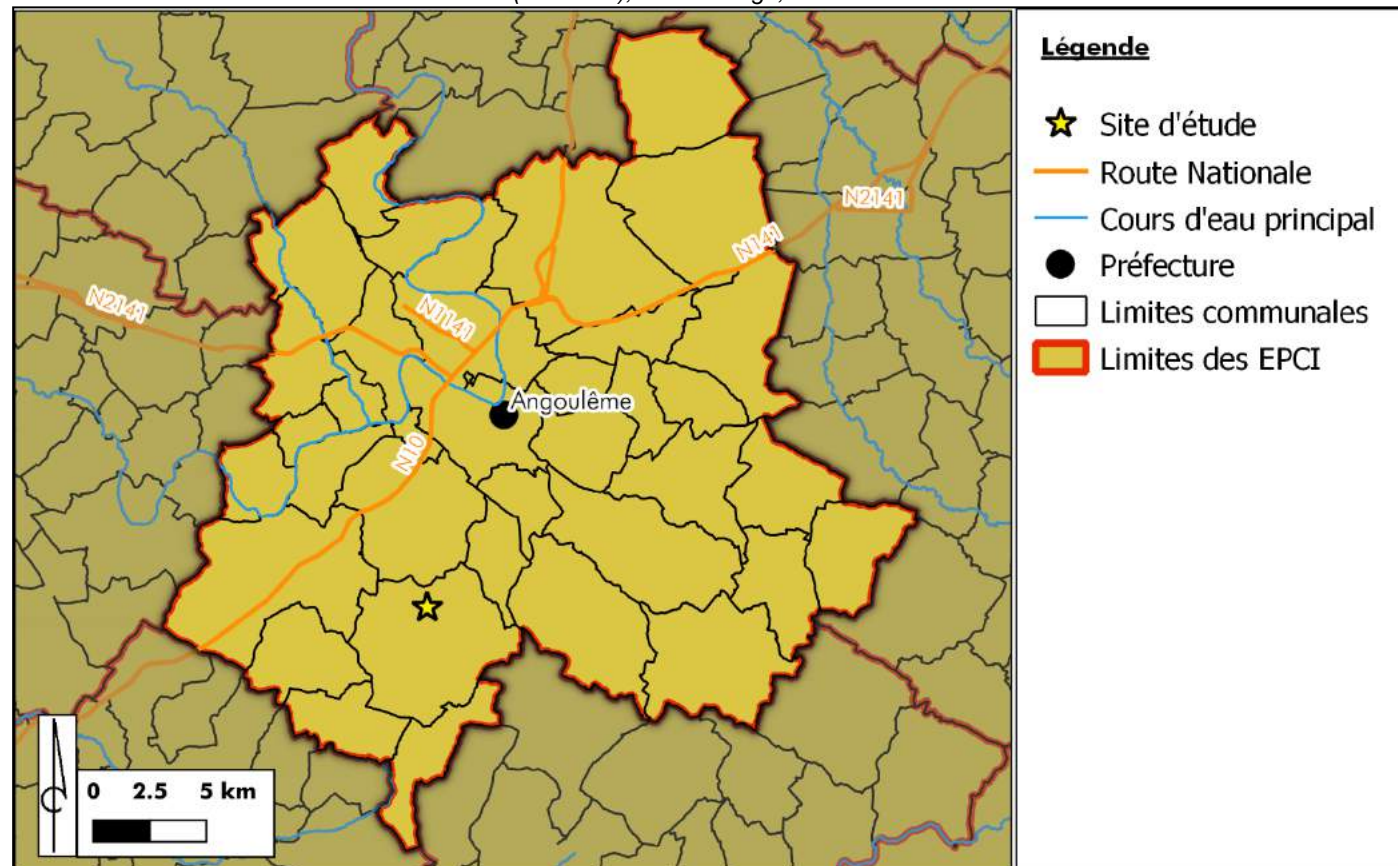 Légende
Site d'étude
Route Nationale
Cours d'eau principal
Préfecture
Limites communales
Limites des EPCI
N2141
N141
N2141
N1141
Angoulême
N10
0 2.5 5 km